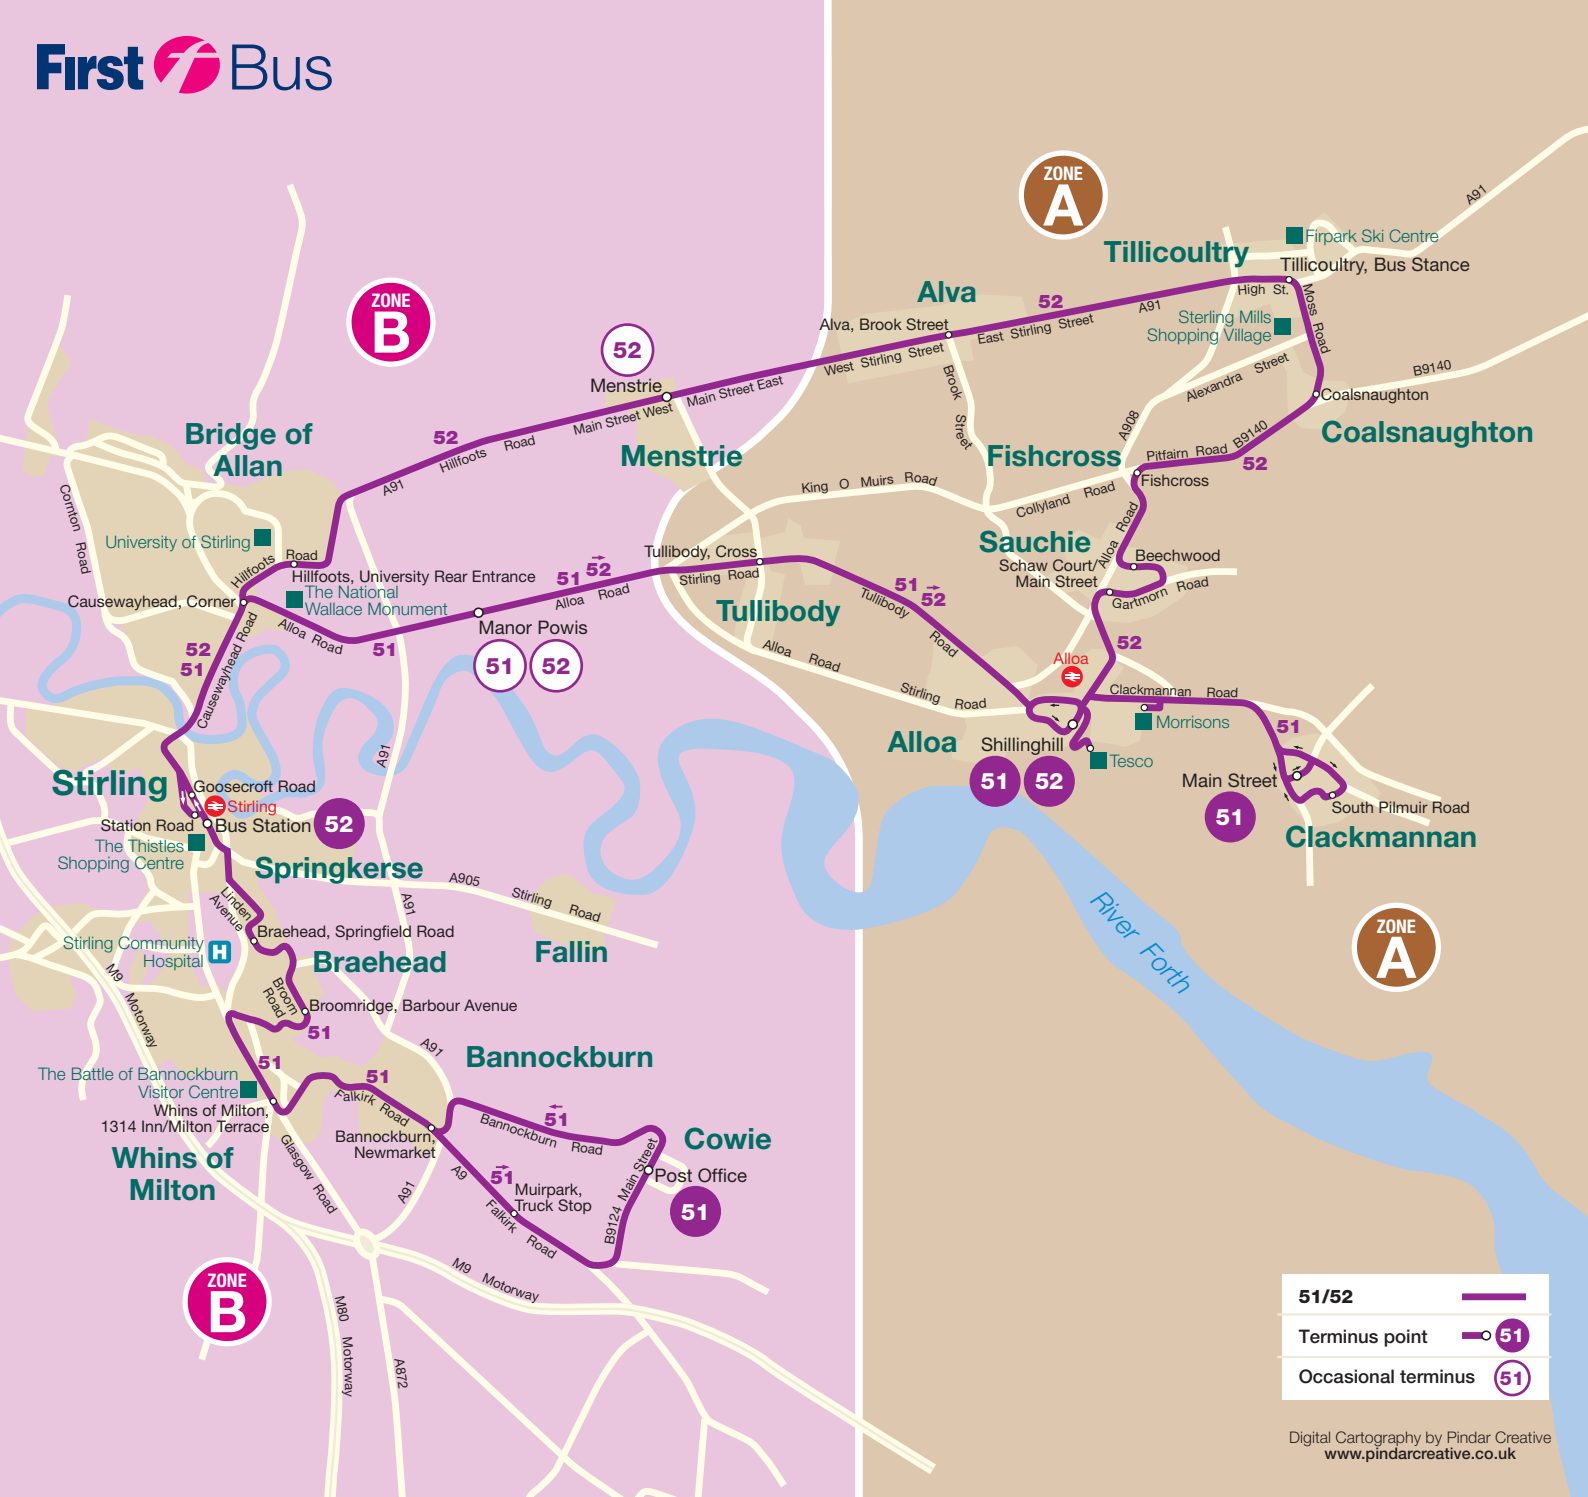 First Bus
ZONE
A
ZONE
B
Tillicoultry
Firpark Ski Centre
Tillicoultry, Bus Stance
A91
High St.
Moss Road
Sterling Mills
Shopping Village
Alva
52
A91
Alva, Brook Street
East Stirling Street
West Stirling Street
52
Menstrie
Main Street East
Main Street West
Menstrie
Brook Street
Alexandra Street
B9140
Coalsnaughton
Coalsnaughton
A908
B9140
Pitfairn Road
52
Fishcross
Fishcross
Collyland Road
King O Muirs Road
Bridge of
Allan
52
Hillfoots Road
A91
Cornton Road
University of Stirling
Hillfoots Road
Hillfoots, University Rear Entrance
The National
Wallace Monument
Causewayhead, Corner
Alloa Road
51
Manor Powis
51
52
51
52
Alloa Road
Tullibody, Cross
Stirling Road
Tullibody
51
52
Tullibody Road
Sauchie
Schaw Court/
Main Street
Alloa Road
Beechwood
Gartmorn Road
52
Alloa Road
Stirling Road
Alloa
Clackmannan Road
Morrisons
Alloa
Shillinghill
51
52
Tesco
51
Main Street
51
South Pilmuir Road
Clackmannan
52
51
Causewayhead Road
A91
Stirling
Goosecroft Road
Stirling
Station Road
Bus Station
52
The Thistles
Shopping Centre
Springkerse
A905
Stirling Road
A91
Fallin
Linden
Avenue
Braehead, Springfield Road
Stirling Community
Hospital
H
Braehead
M9 Motorway
Broom
Road
Broomridge, Barbour Avenue
51
River Forth
ZONE
A
A91
Bannockburn
51
51
The Battle of Bannockburn
Visitor Centre
Whins of Milton,
1314 Inn/Milton Terrace
Falkirk Road
Bannockburn,
Newmarket
51
Bannockburn Road
Cowie
Main Street
Post Office
51
B9124
Whins of
Milton
Glasgow Road
A91
A9
51
Muirpark,
Truck Stop
Falkirk Road
M9 Motorway
ZONE
B
M80 Motorway
A872
51/52
Terminus point
51
Occasional terminus
51
Digital Cartography by Pindar Creative
www.pindarcreative.co.uk